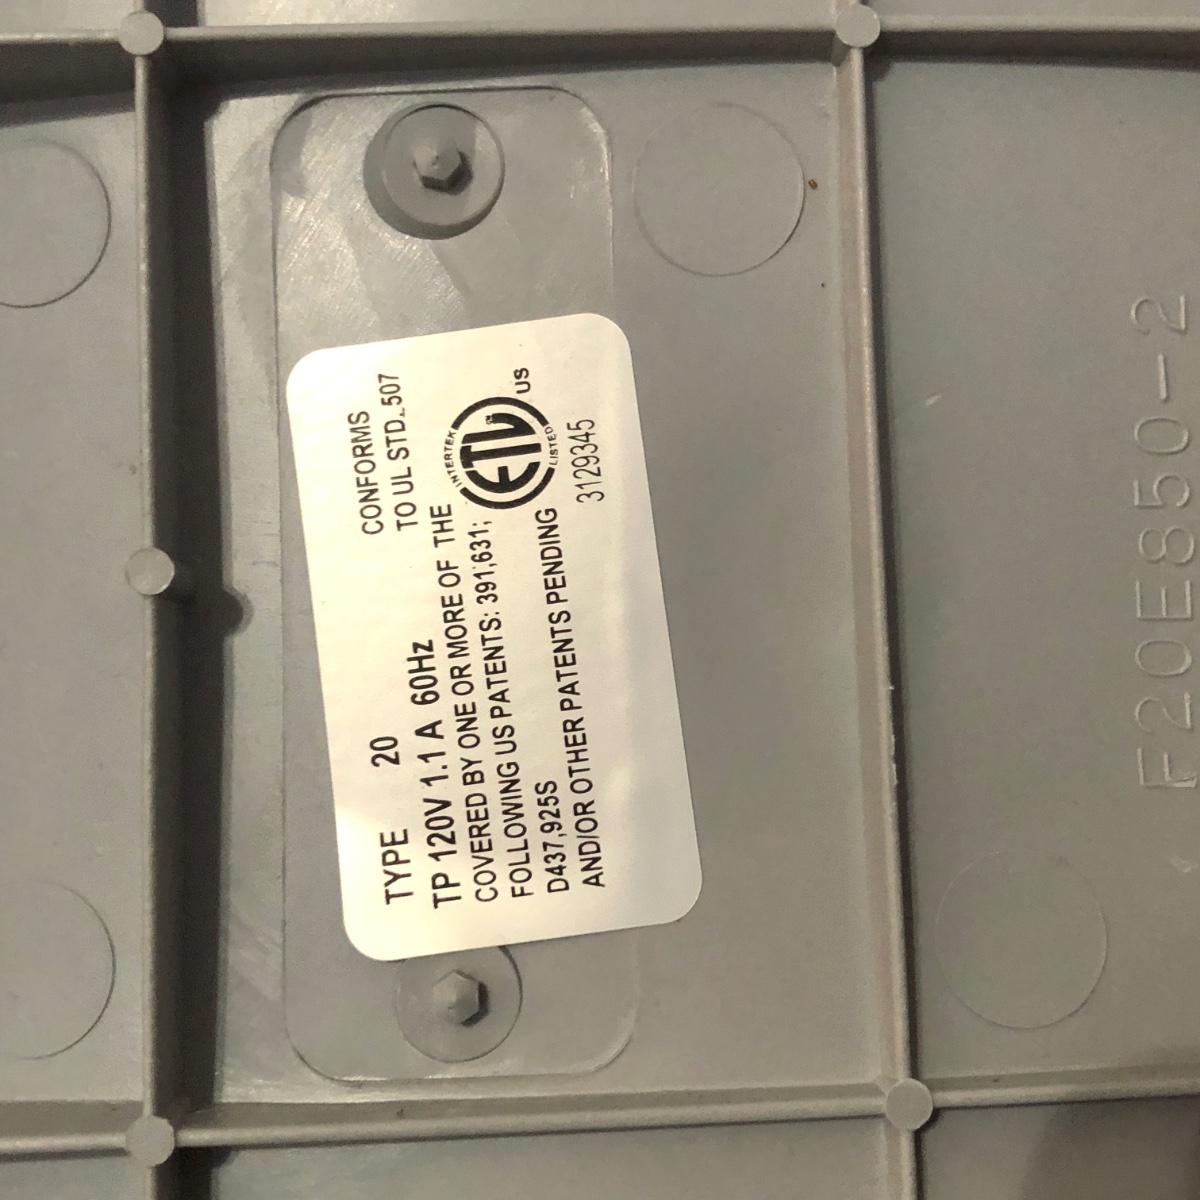 TYPE 20
TP 120V 1.1 A 60Hz
CONFORMS
TO UL STD. 507
COVERED BY ONE OR MORE OF THE
FOLLOWING US PATENTS: 391,631;
D437,925S
AND/OR OTHER PATENTS PENDING
INTERTEK
ETL
LISTED
US
3129345
F20E850-2